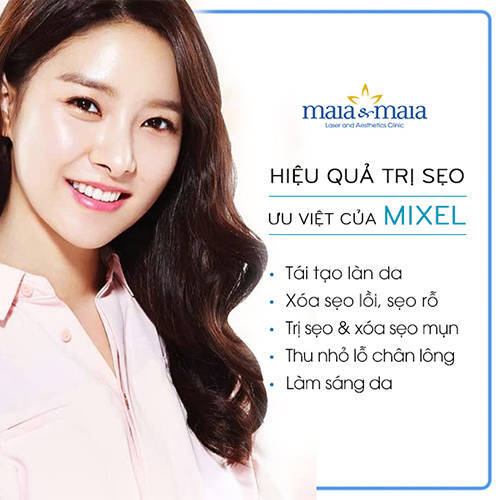 maia & maia
Laser and Aesthetics Clinic
HIỆU QUẢ TRỊ SẸO
ƯU VIỆT CỦA MIXEL
• Tái tạo làn da
• Xóa sẹo lồi, sẹo rỗ
• Trị sẹo & xóa sẹo mụn
• Thu nhỏ lỗ chân lông
• Làm sáng da